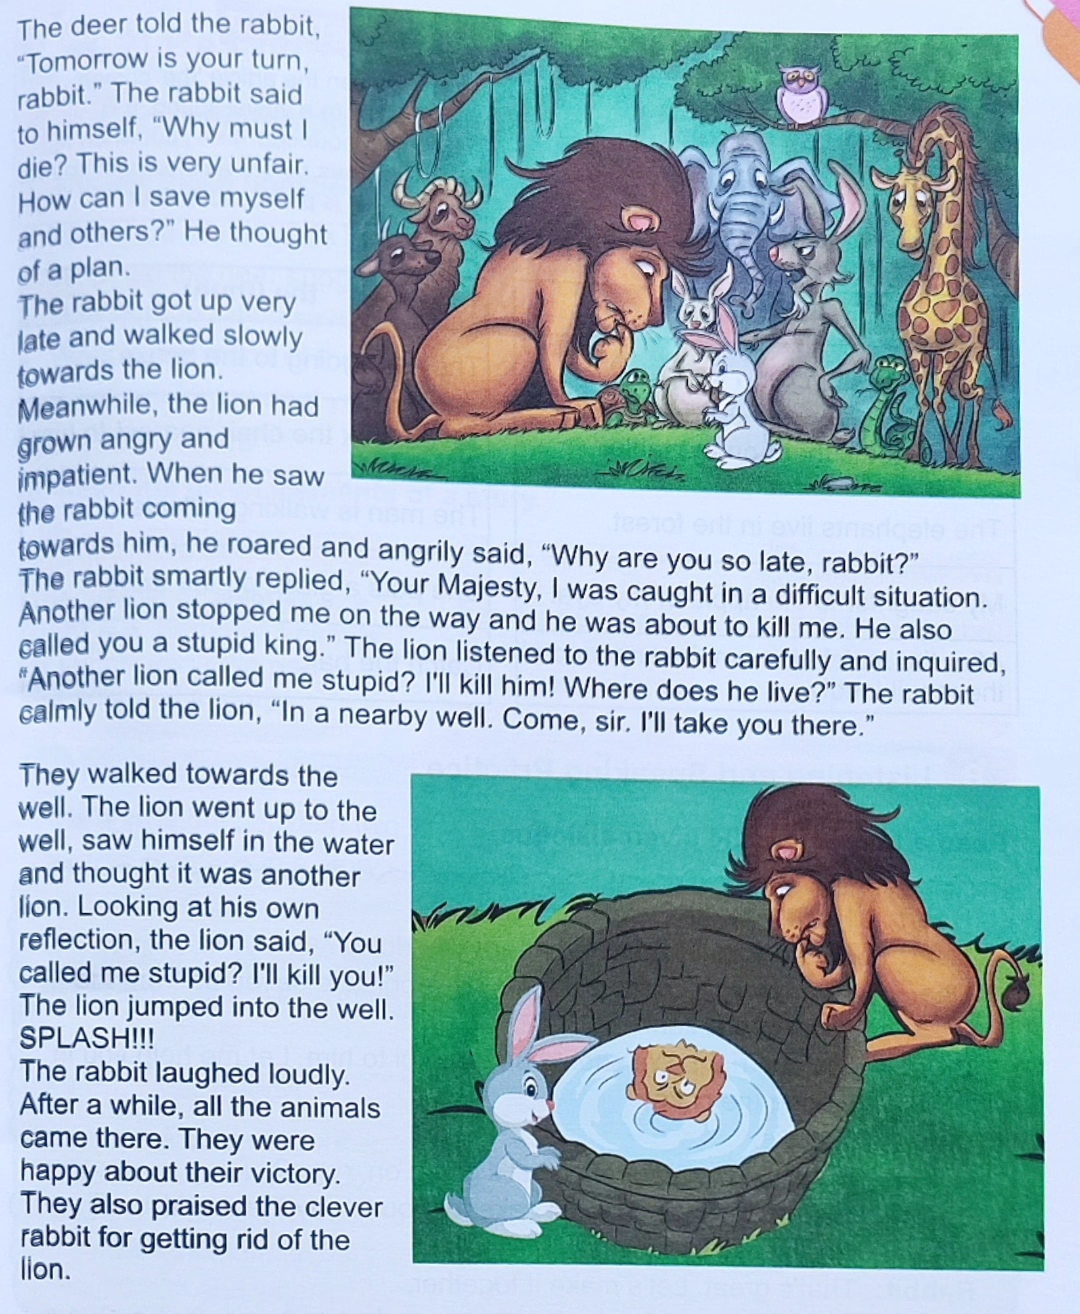 The deer told the rabbit,
“Tomorrow is your turn,
rabbit.” The rabbit said
to himself, “Why must I
die? This is very unfair.
How can I save myself
and others?” He thought
of a plan.
The rabbit got up very
late and walked slowly
towards the lion.
Meanwhile, the lion had
grown angry and
impatient. When he saw
the rabbit coming
towards him, he roared and angrily said, “Why are you so late, rabbit?”
The rabbit smartly replied, “Your Majesty, I was caught in a difficult situation.
Another lion stopped me on the way and he was about to kill me. He also
called you a stupid king.” The lion listened to the rabbit carefully and inquired,
“Another lion called me stupid? I'll kill him! Where does he live?” The rabbit
calmly told the lion, “In a nearby well. Come, sir. I'll take you there.”
They walked towards the
well. The lion went up to the
well, saw himself in the water
and thought it was another
lion. Looking at his own
reflection, the lion said, “You
called me stupid? I'll kill you!”
The lion jumped into the well.
SPLASH!!!
The rabbit laughed loudly.
After a while, all the animals
came there. They were
happy about their victory.
They also praised the clever
rabbit for getting rid of the
lion.